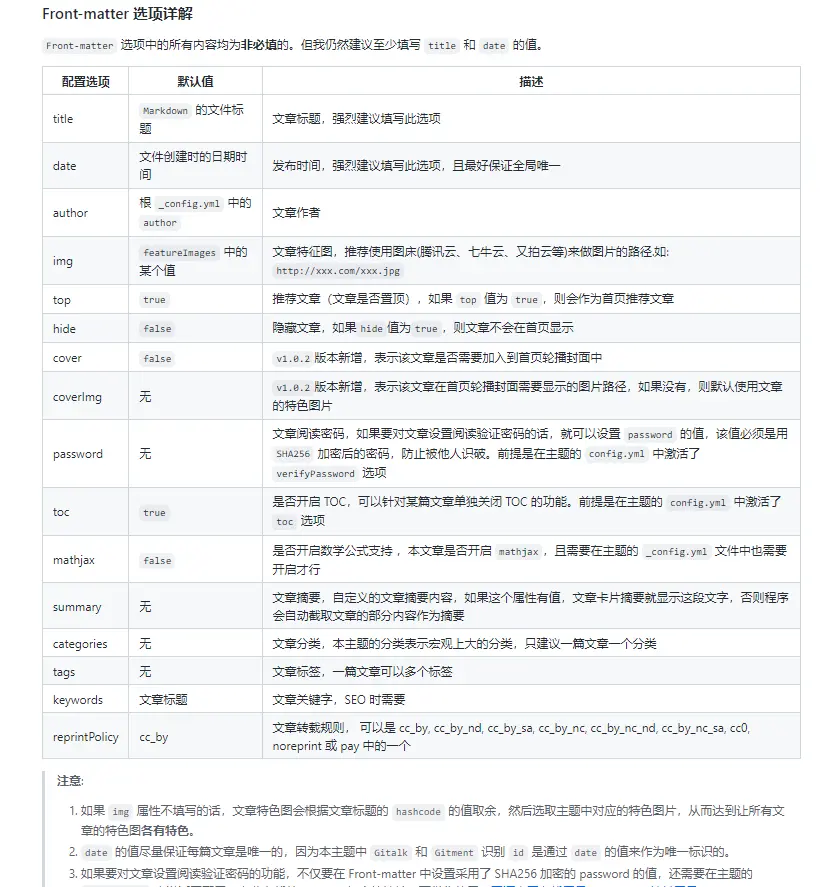 Front-matter 选项详解
Front-matter 选项中的所有内容均为非必填的。但我仍然建议至少填写 title 和 date 的值。
配置选项 默认值 描述
title Markdown 的文件标题 文章标题，强烈建议填写此选项
date 文件创建时的日期时间 发布时间，强烈建议填写此选项，且最好保证全局唯一
author 根 _config.yml 中的 author 文章作者
img featureImages 中的某个值 文章特征图，推荐使用图床(腾讯云、七牛云、又拍云等)来做图片的路径.如: http://xxx.com/xxx.jpg
top true 推荐文章（文章是否置顶），如果 top 值为 true，则会作为首页推荐文章
hide false 隐藏文章，如果hide值为true，则文章不会在首页显示
cover false v1.0.2版本新增，表示该文章是否需要加入到首页轮播封面中
coverImg 无 v1.0.2版本新增，表示该文章在首页轮播封面需要显示的图片路径，如果没有，则默认使用文章的特色图片
password 无 文章阅读密码，如果要对文章设置阅读验证密码的话，就可以设置 password 的值，该值必须是用 SHA256 加密后的密码，防止被他人识破。前提是在主题的 config.yml 中激活了 verifyPassword 选项
toc true 是否开启 TOC，可以针对某篇文章单独关闭 TOC 的功能。前提是在主题的 config.yml 中激活了 toc 选项
mathjax false 是否开启数学公式支持 ，本文章是否开启 mathjax，且需要在主题的 _config.yml 文件中也需要开启才行
summary 无 文章摘要，自定义的文章摘要内容，如果这个属性有值，文章卡片摘要就显示这段文字，否则程序会自动截取文章的部分内容作为摘要
categories 无 文章分类，本主题的分类表示宏观上大的分类，只建议一篇文章一个分类
tags 无 文章标签，一篇文章可以多个标签
keywords 文章标题 文章关键字，SEO 时需要
reprintPolicy cc_by 文章转载规则， 可以是 cc_by, cc_by_nd, cc_by_sa, cc_by_nc, cc_by_nc_nd, cc_by_nc_sa, cc0, noreprint 或 pay 中的一个
注意:
1. 如果 img 属性不填写的话，文章特色图会根据文章标题的 hashcode 的值取余，然后选取主题中对应的特色图片，从而达到让所有文章的特色图各有特色。
2. date 的值尽量保证每篇文章是唯一的，因为本主题中 Gitalk 和 Gitment 识别 id 是通过 date 的值来作为唯一标识的。
3. 如果要对文章设置阅读验证密码的功能，不仅要在 Front-matter 中设置采用了 SHA256 加密的 password 的值，还需要在主题的